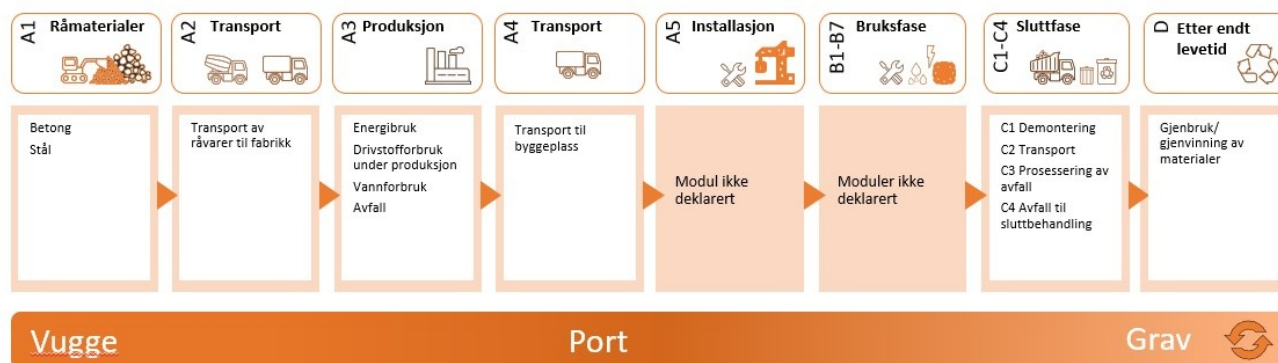 A1
Råmaterialer
A2
Transport
A3
Produksjon
A4
Transport
A5
Installasjon
B1-B7
Bruksfase
C1-C4
Sluttfase
D
Etter endt
levetid
Betong
Stål
Transport av
råvarer til fabrikk
Energibruk
Drivstofforbruk
under produksjon
Vannforbruk
Avfall
Transport til
byggeplass
Modul ikke
deklarert
Moduler ikke
deklarert
C1 Demontering
C2 Transport
C3 Prosessering av
avfall
C4 Avfall til
sluttbehandling
Gjenbruk/
gjenvinning av
materialer
Vugge
Port
Grav